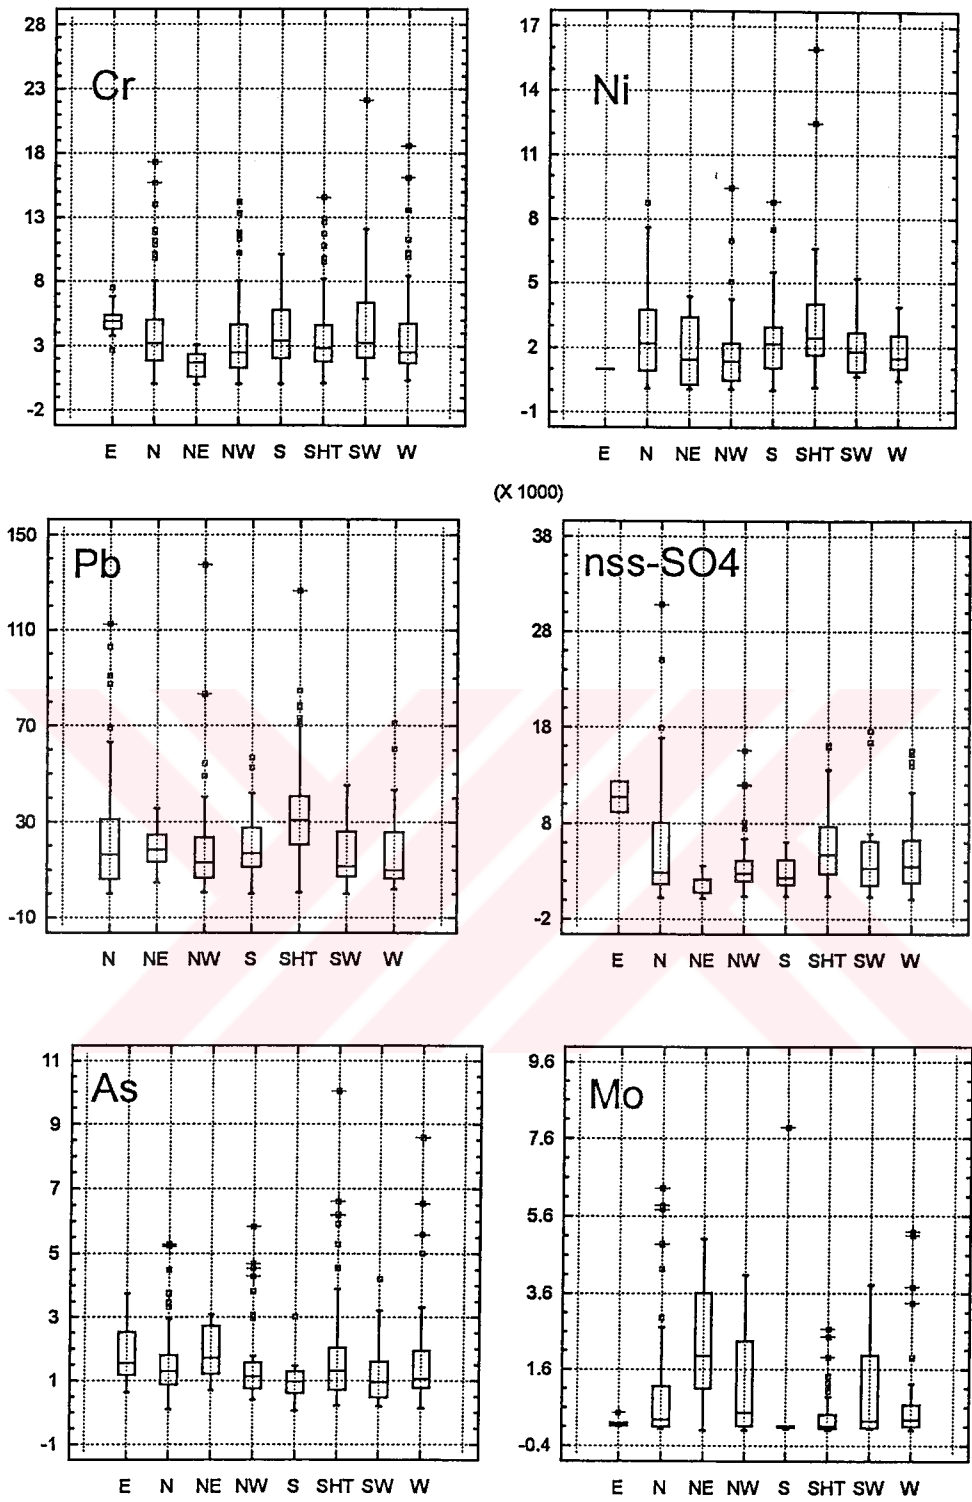 28
23
18
13
8
3
-2
Cr
E N NE NW S SHT SW W
17
14
11
8
5
2
-1
Ni
E N NE NW S SHT SW W
(X 1000)
150
110
70
30
-10
Pb
N NE NW S SHT SW W
38
28
18
8
-2
nss-SO4
E N NE NW S SHT SW W
11
9
7
5
3
1
-1
As
E N NE NW S SHT SW W
9.6
7.6
5.6
3.6
1.6
-0.4
Mo
E N NE NW S SHT SW W